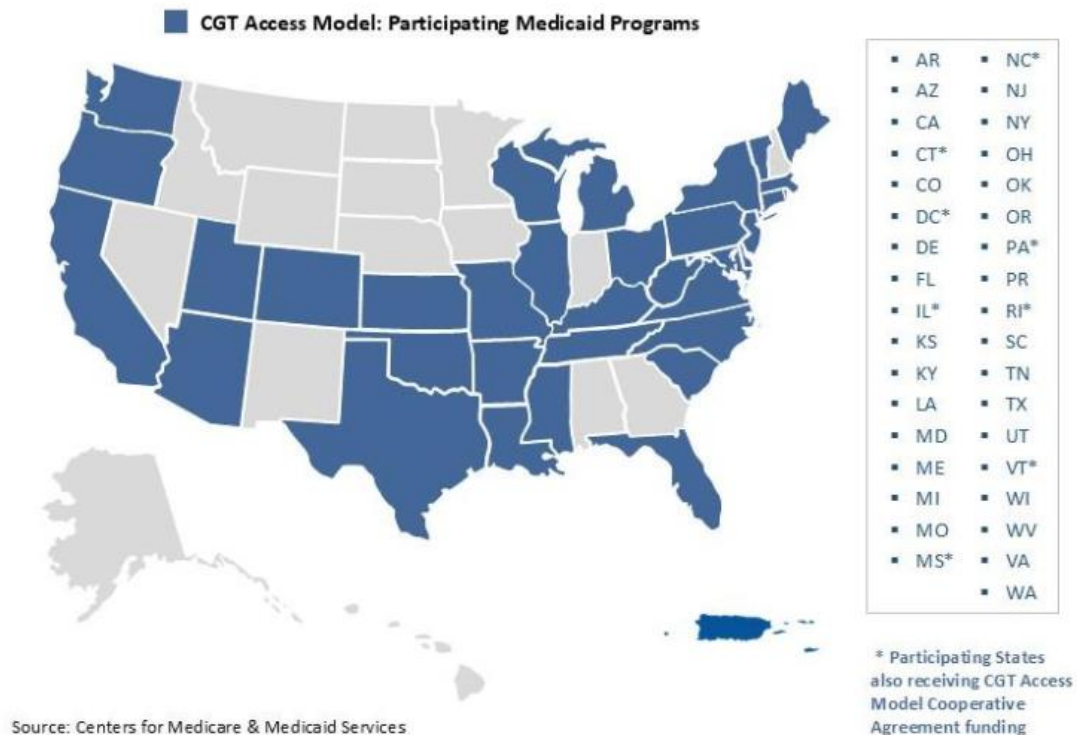 CGT Access Model: Participating Medicaid Programs
▪ AR
▪ AZ
▪ CA
▪ CT*
▪ CO
▪ DC*
▪ DE
▪ FL
▪ IL*
▪ KS
▪ KY
▪ LA
▪ MD
▪ ME
▪ MI
▪ MO
▪ MS*
▪ NC*
▪ NJ
▪ NY
▪ OH
▪ OK
▪ OR
▪ PA*
▪ PR
▪ RI*
▪ SC
▪ TN
▪ TX
▪ UT
▪ VT*
▪ WI
▪ WV
▪ VA
▪ WA
* Participating States
also receiving CGT Access
Model Cooperative
Agreement funding
Source: Centers for Medicare & Medicaid Services